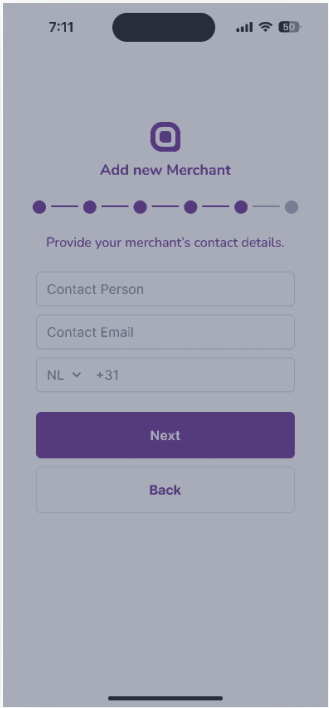 7:11
50
Add new Merchant
Provide your merchant's contact details.
Contact Person
Contact Email
NL +31
Next
Back